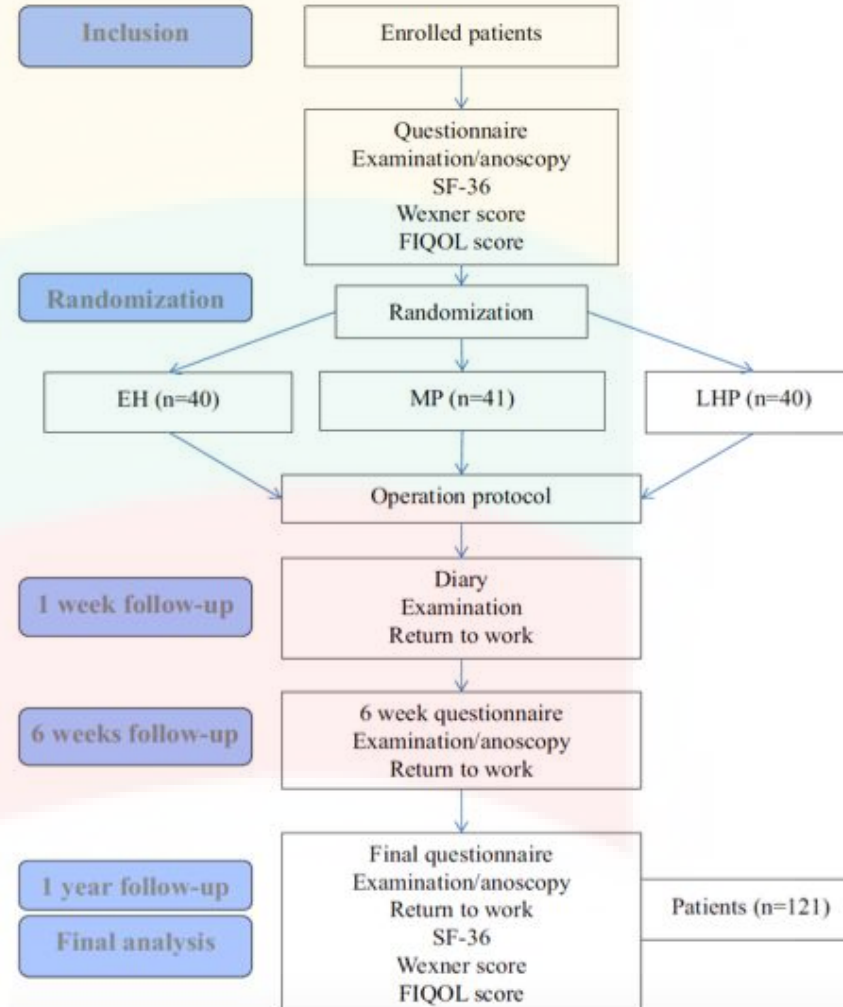 Inclusion
Enrolled patients
Questionnaire
Examination/anoscopy
SF-36
Wexner score
FIQOL score
Randomization
Randomization
EH (n=40)
MP (n=41)
LHP (n=40)
Operation protocol
1 week follow-up
Diary
Examination
Return to work
6 weeks follow-up
6 week questionnaire
Examination/anoscopy
Return to work
1 year follow-up
Final analysis
Final questionnaire
Examination/anoscopy
Return to work
SF-36
Wexner score
FIQOL score
Patients (n=121)